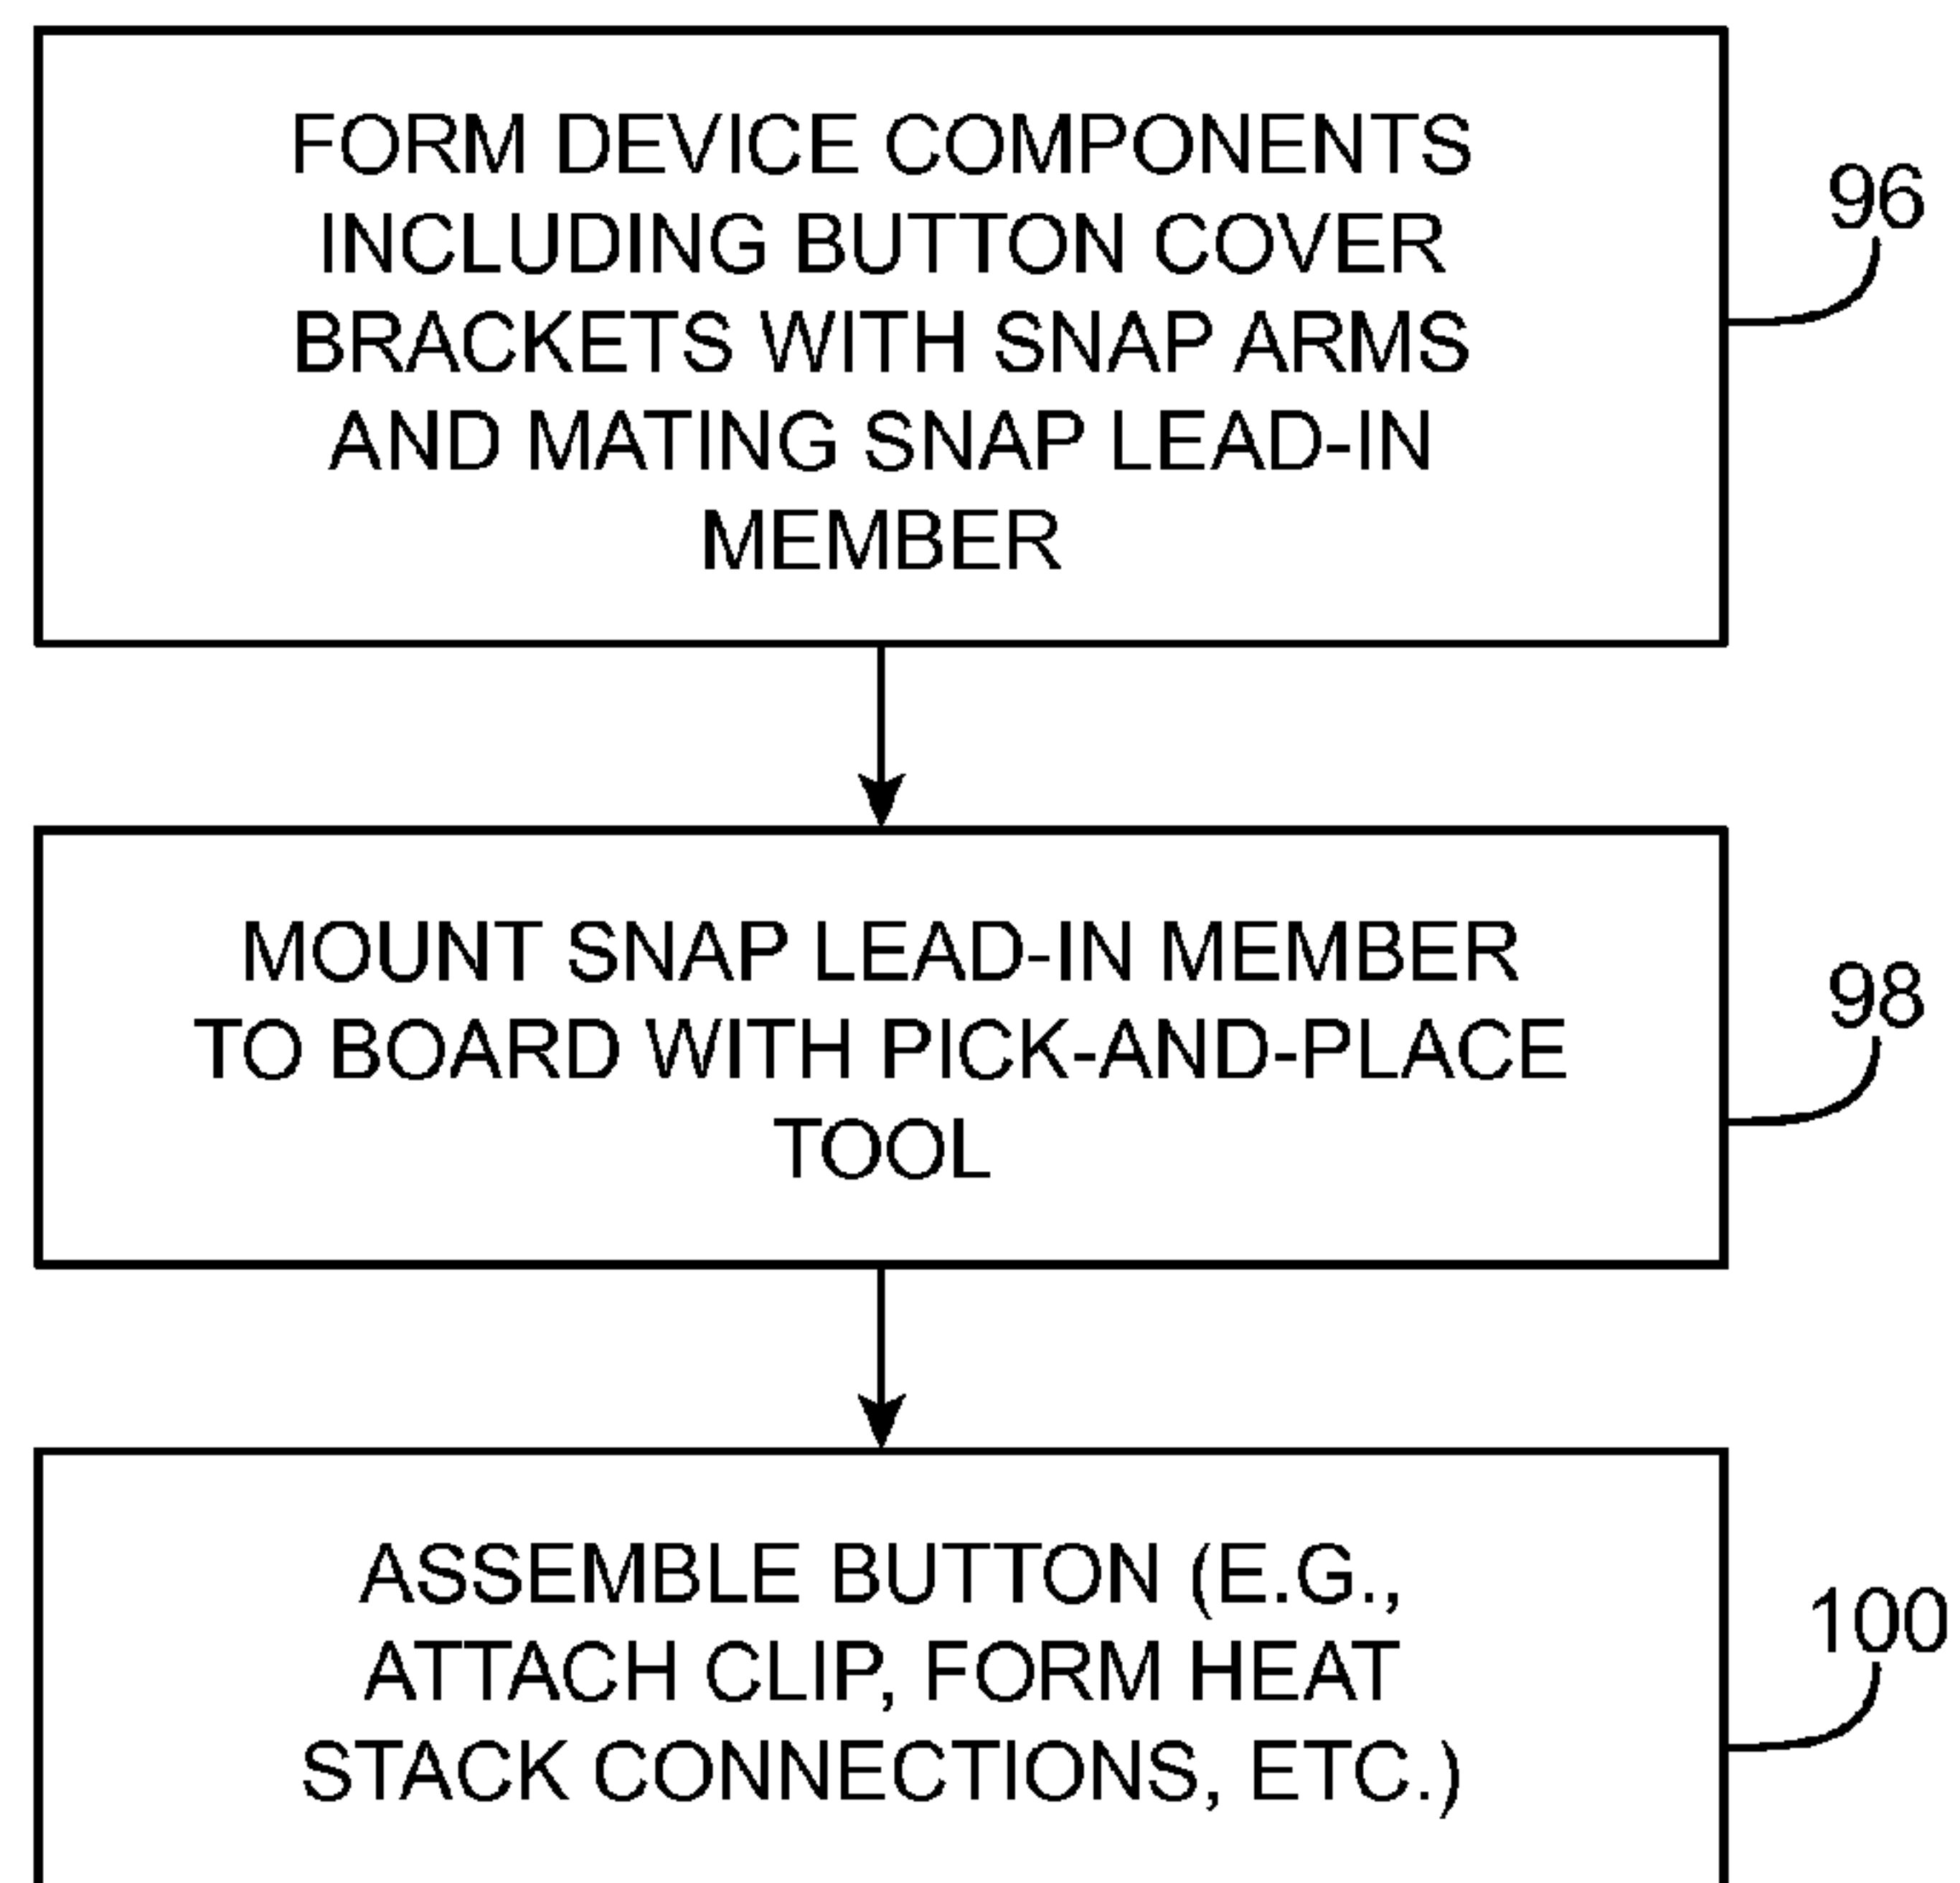 FORM DEVICE COMPONENTS
INCLUDING BUTTON COVER
BRACKETS WITH SNAP ARMS
AND MATING SNAP LEAD-IN
MEMBER
96
MOUNT SNAP LEAD-IN MEMBER
TO BOARD WITH PICK-AND-PLACE
TOOL
98
ASSEMBLE BUTTON (E.G.,
ATTACH CLIP, FORM HEAT
STACK CONNECTIONS, ETC.)
100